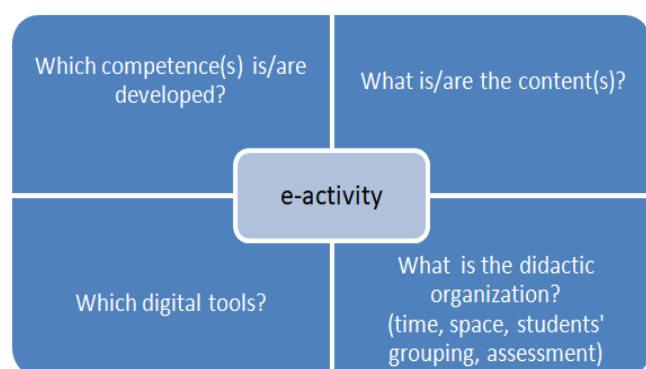 Which competence(s) is/are
developed?
What is/are the content(s)?
e-activity
Which digital tools?
What is the didactic
organization?
(time, space, students'
grouping, assessment)